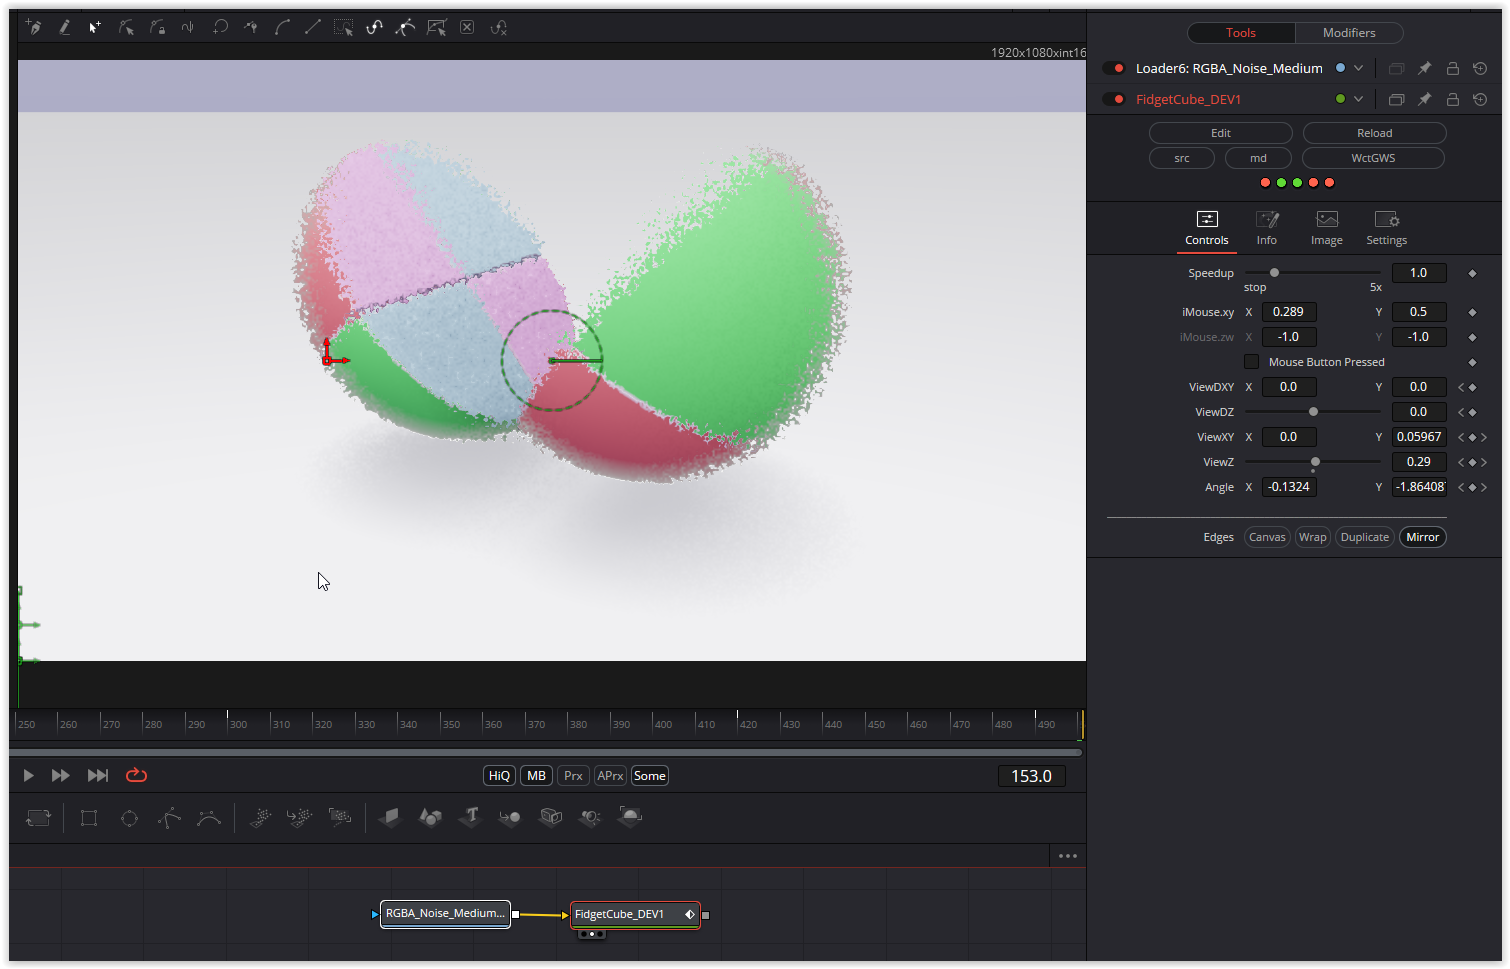 1920x1080xint16
250 260 270 280 290 300 310 320 330 340 350 360 370 380 390 400 410 420 430 440 450 460 470 480 490
HiQ MB Prx APrx Some 153.0
RGBA_Noise_Medium... FidgetCube_DEV1
Tools Modifiers
Loader6: RGBA_Noise_Medium
FidgetCube_DEV1
Edit Reload
src md WctGWS
Controls Info Image Settings
Speedup 1.0
stop 5x
iMouse.xy X 0.289 Y 0.5
iMouse.zw X -1.0 Y -1.0
Mouse Button Pressed
ViewDXY X 0.0 Y 0.0
ViewDZ 0.0
ViewXY X 0.0 Y 0.05967
ViewZ 0.29
Angle X -0.1324 Y -1.86408
Edges Canvas Wrap Duplicate Mirror